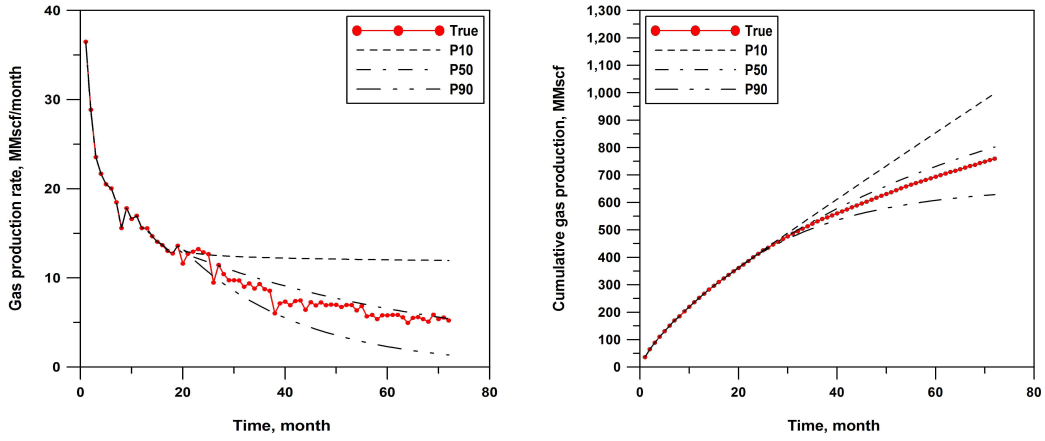 Gas production rate, MMscf/month
40
30
20
10
0
0
20
40
60
80
Time, month
True
P10
P50
P90
Cumulative gas production, MMscf
1,300
1,200
1,100
1,000
900
800
700
600
500
400
300
200
100
0
0
20
40
60
80
Time, month
True
P10
P50
P90